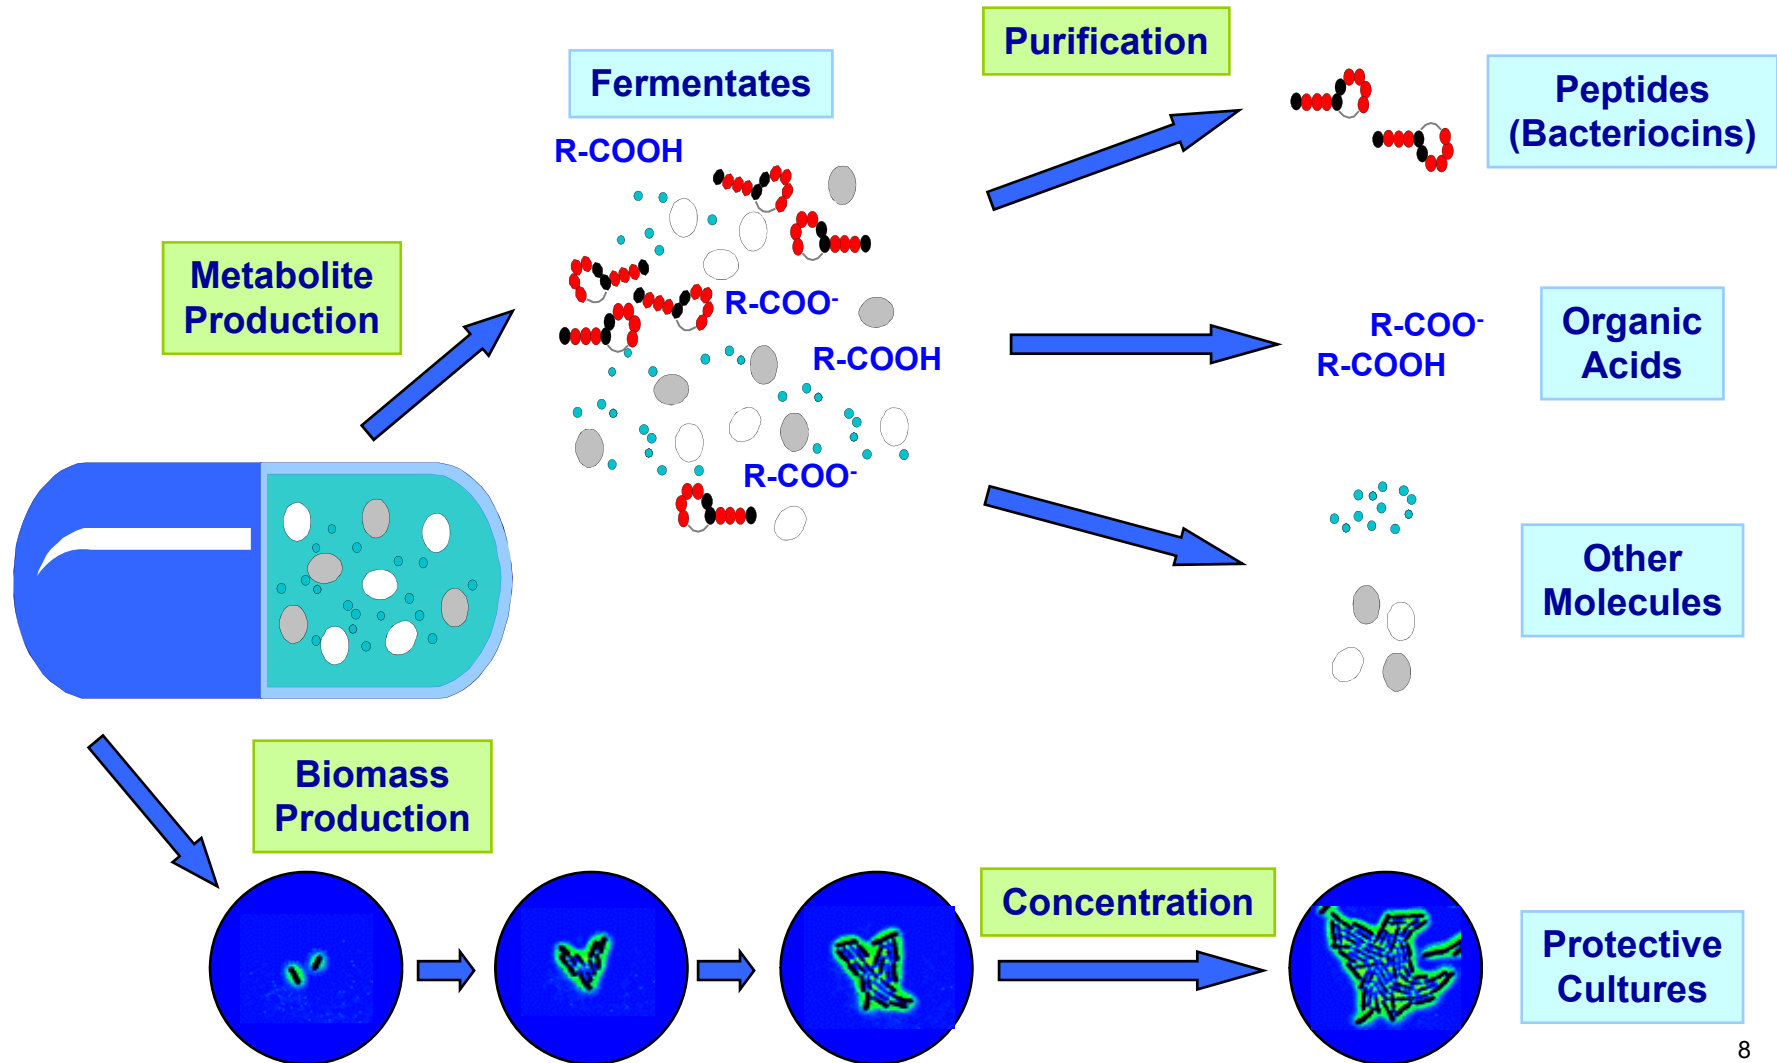 Purification
Fermentates
Peptides
(Bacteriocins)
R-COOH
Metabolite
Production
R-COO-
R-COOH
R-COO-
R-COO-
R-COOH
Organic
Acids
Other
Molecules
Biomass
Production
Concentration
Protective
Cultures
8